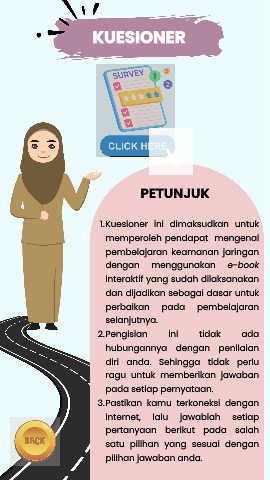 KUESIONER
SURVEY
CLICK HERE
PETUNJUK
1.Kuesioner ini dimaksudkan untuk
memperoleh pendapat mengenai
pembelajaran keamanan jaringan
dengan menggunakan e-book
interaktif yang sudah dilaksanakan
dan dijadikan sebagai dasar untuk
perbaikan pada pembelajaran
selanjutnya.
2.Pengisian ini tidak ada
hubungannya dengan penilaian
diri anda. Sehingga tidak perlu
ragu untuk memberikan jawaban
pada setiap pernyataan.
3.Pastikan kamu terkoneksi dengan
internet, lalu jawablah setiap
pertanyaan berikut pada salah
satu pilihan yang sesuai dengan
pilihan jawaban anda.
BACK